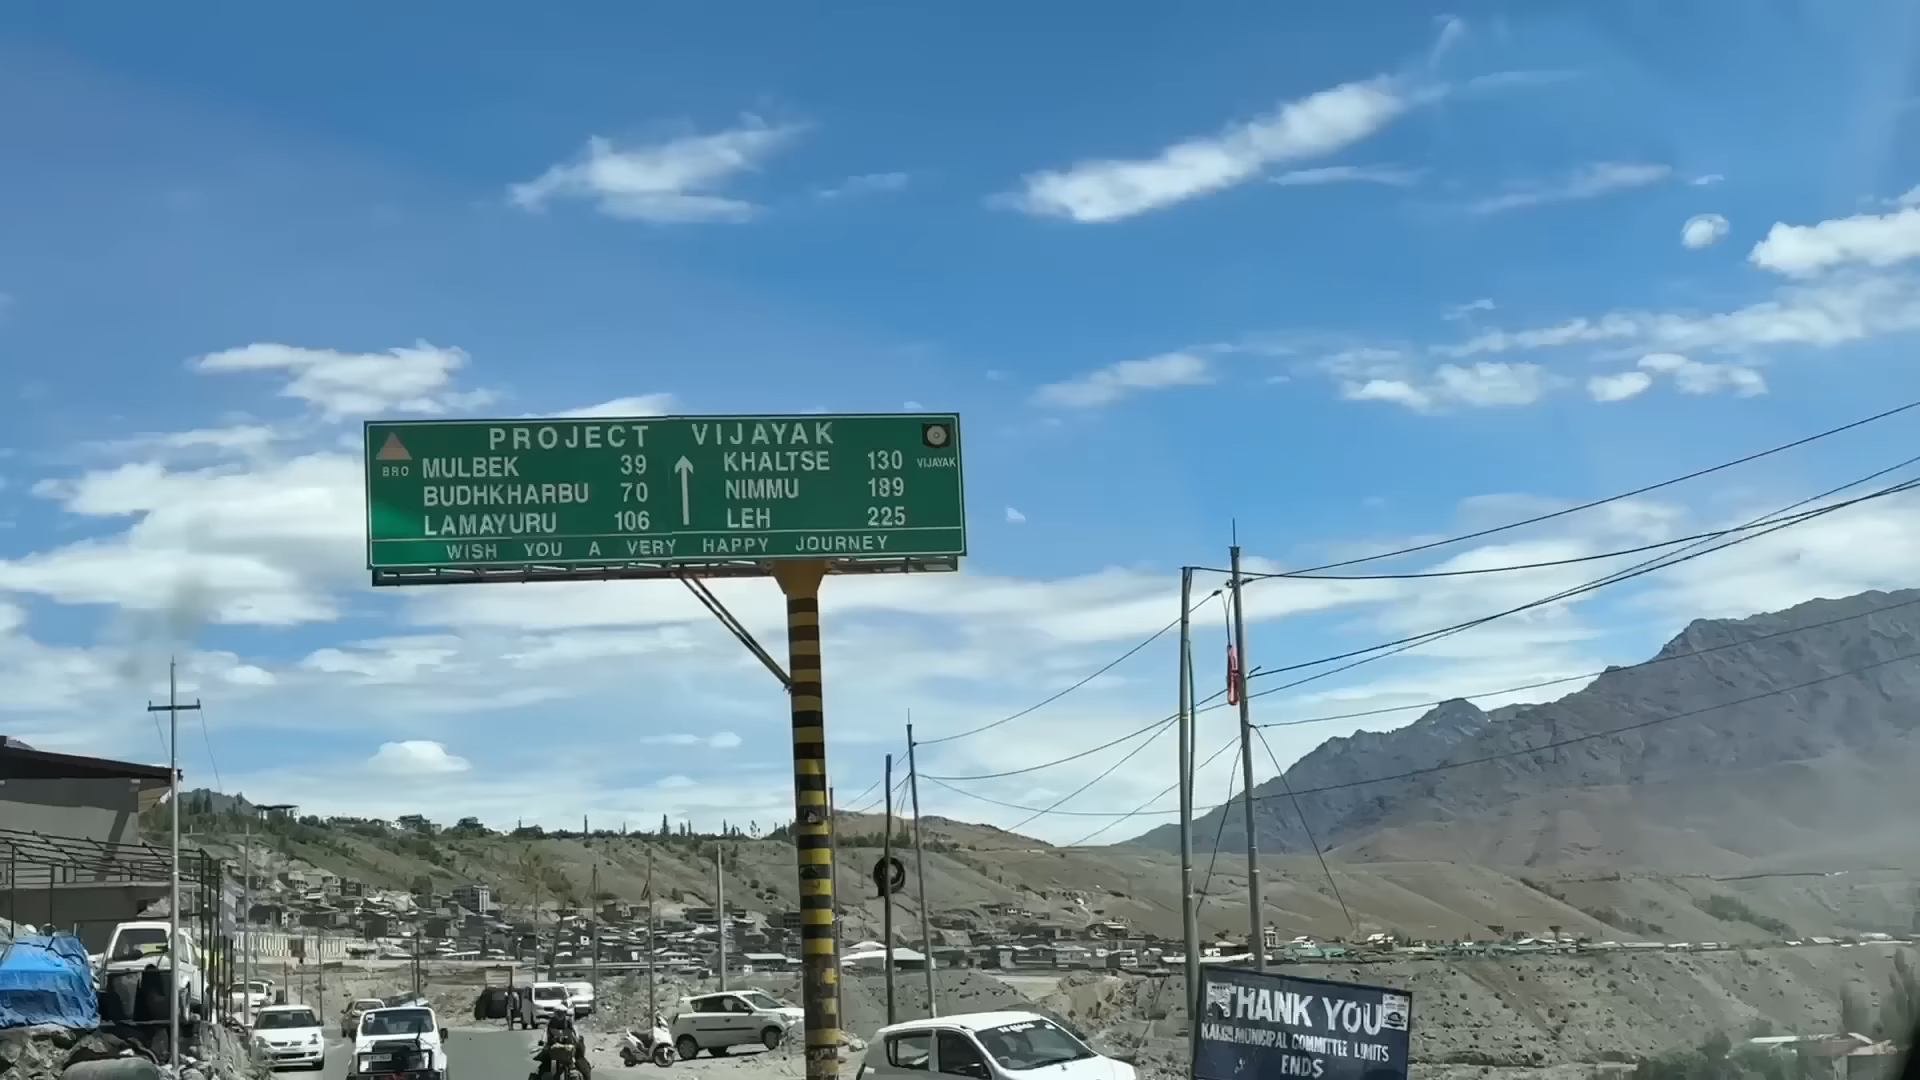 PROJECT VIJAYAK
BRO
MULBEK 39
BUDHKHARBU 70
LAMAYURU 106
KHALTSE 130
NIMMU 189
LEH 225
VIJAYAK
WISH YOU A VERY HAPPY JOURNEY
THANK YOU
MUNICIPAL COMMITTEE LIMITS
ENDS